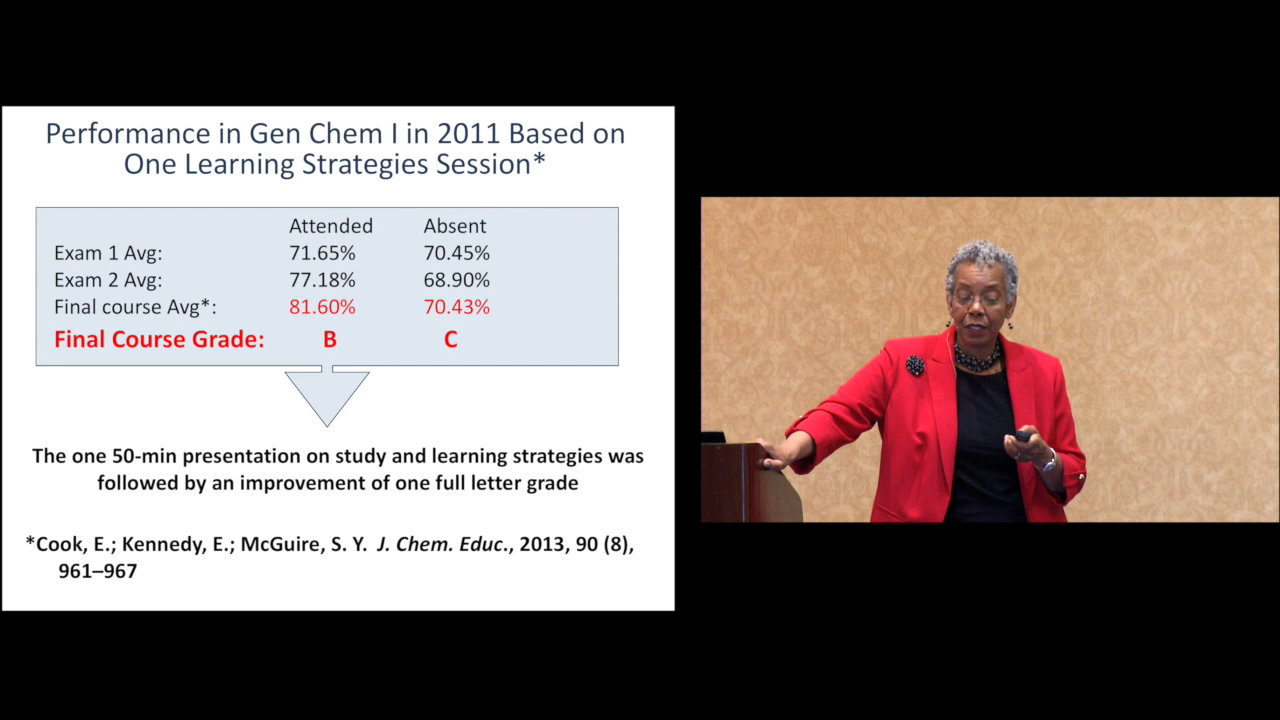 Performance in Gen Chem I in 2011 Based on
One Learning Strategies Session*
Attended Absent
Exam 1 Avg: 71.65% 70.45%
Exam 2 Avg: 77.18% 68.90%
Final course Avg*: 81.60% 70.43%
Final Course Grade: B C
The one 50-min presentation on study and learning strategies was
followed by an improvement of one full letter grade
*Cook, E.; Kennedy, E.; McGuire, S. Y. J. Chem. Educ., 2013, 90 (8),
961–967